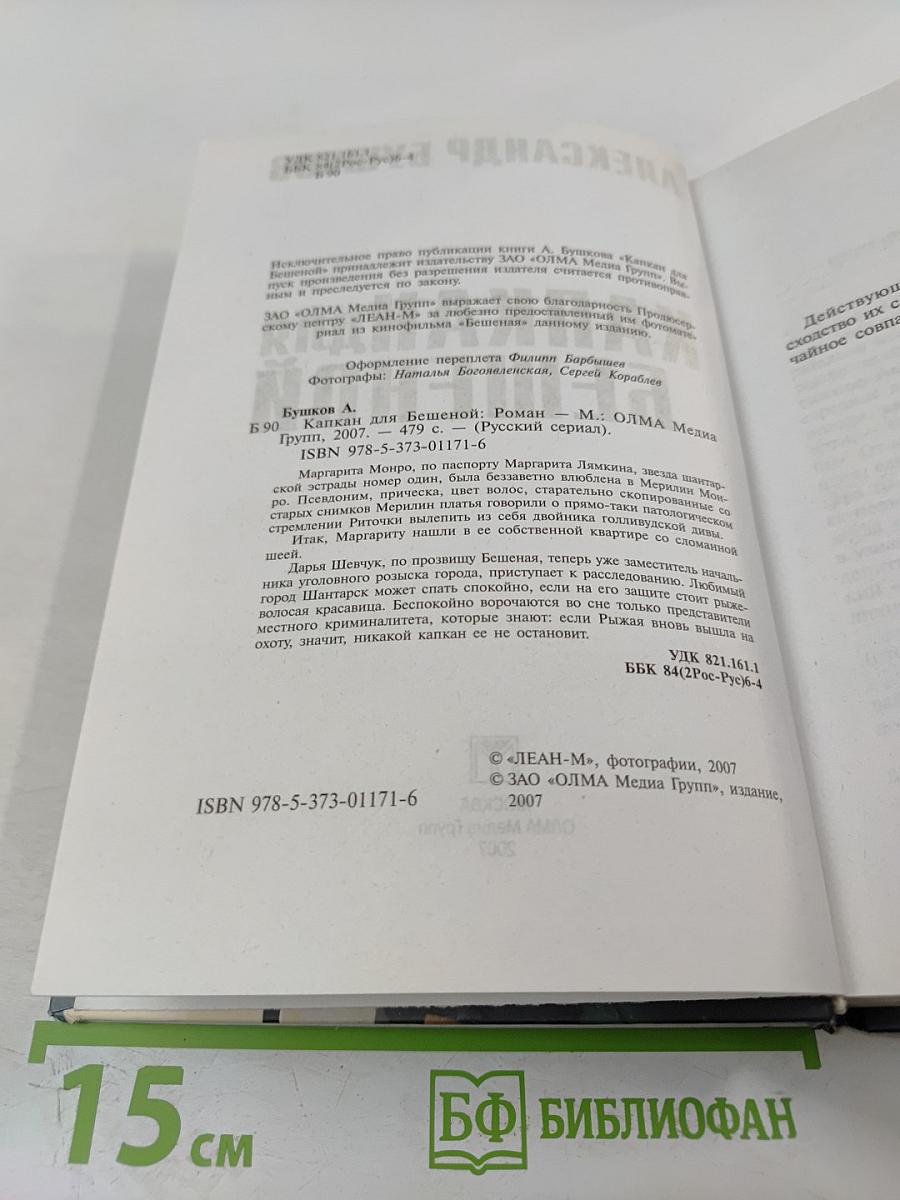 УДК 821.161.1
ББК 84(2Рос-Рус)6-4
Б 90
Исключительное право публикации книги А. Бушкова «Капкан для
Бешеной» принадлежит издательству ЗАО «ОЛМА Медиа Групп». Вы-
пуск произведения без разрешения издателя считается противоправ-
ным и преследуется по закону.
ЗАО «ОЛМА Медиа Групп» выражает свою благодарность Продюсер-
скому центру «ЛЕАН-М» за любезно предоставленный им фотомате-
риал из кинофильма «Бешеная» данному изданию.
Оформление переплета Филипп Барбышев
Фотографы: Наталья Богоявленская, Сергей Кораблев
Бушков А.
Б 90 Капкан для Бешеной: Роман — М.: ОЛМА Медиа
Групп, 2007. — 479 с. — (Русский сериал).
ISBN 978-5-373-01171-6
Маргарита Монро, по паспорту Маргарита Лямкина, звезда шантар-
ской эстрады номер один, была беззаветно влюблена в Мерилин Мон-
ро. Псевдоним, прическа, цвет волос, старательно скопированные со
старых снимков Мерилин платья говорили о прямо-таки патологическом
стремлении Риточки вылепить из себя двойника голливудской дивы.
Итак, Маргариту нашли в ее собственной квартире со сломанной
шеей.
Дарья Шевчук, по прозвищу Бешеная, теперь уже заместитель началь-
ника уголовного розыска города, приступает к расследованию. Любимый
город Шантарск может спать спокойно, если на его защите стоит рыже-
волосая красавица. Беспокойно ворочаются во сне только представители
местного криминалитета, которые знают: если Рыжая вновь вышла на
охоту, значит, никакой капкан ее не остановит.
УДК 821.161.1
ББК 84(2Рос-Рус)6-4
© «ЛЕАН-М», фотографии, 2007
© ЗАО «ОЛМА Медиа Групп», издание,
2007
ISBN 978-5-373-01171-6
Действующ
сходство их с
чайное совпа
15 см
БФ БИБЛИОФАН